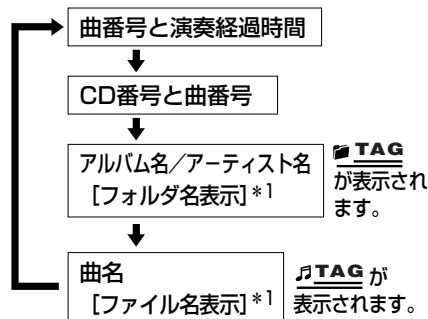 曲番号と演奏経過時間
CD番号と曲番号
アルバム名／アーティスト名
［フォルダ名表示］*1
TAG
が表示され
ます。
曲名
［ファイル名表示］*1
TAG が
表示されます。